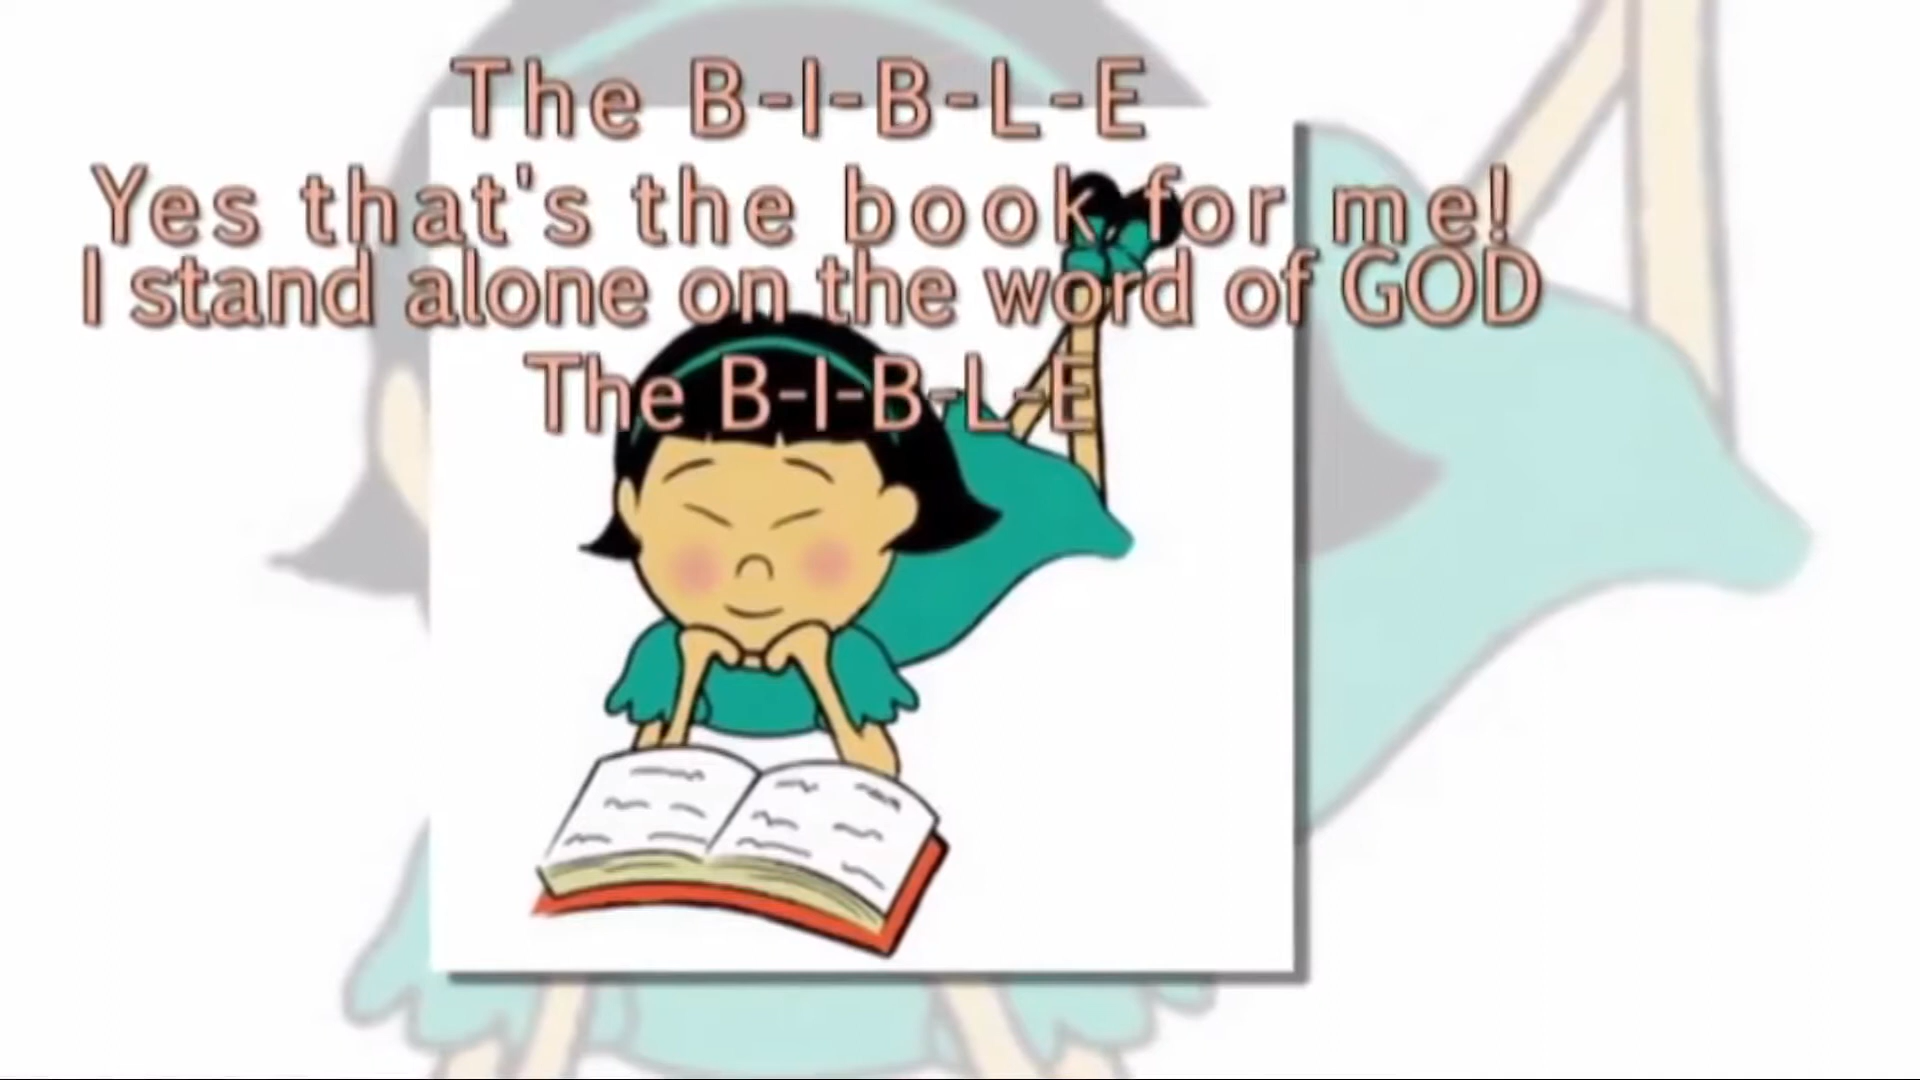 The B-I-B-L-E
Yes that's the book for me!
I stand alone on the word of GOD
The B-I-B-L-E